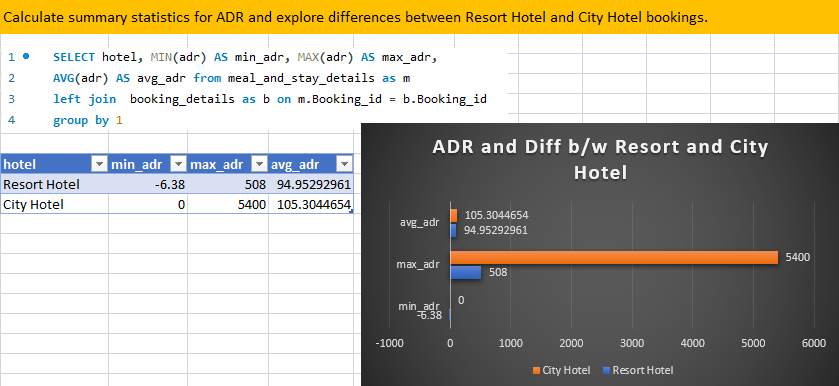 Calculate summary statistics for ADR and explore differences between Resort Hotel and City Hotel bookings.
1 SELECT hotel, MIN(adr) AS min_adr, MAX(adr) AS max_adr,
2 AVG(adr) AS avg_adr from meal_and_stay_details as m
3 left join booking_details as b on m.Booking_id = b.Booking_id
4 group by 1
hotel min_adr max_adr avg_adr
Resort Hotel -6.38 508 94.95292961
City Hotel 0 5400 105.3044654
ADR and Diff b/w Resort and City
Hotel
avg_adr
105.3044654
94.95292961
max_adr
5400
508
min_adr
0
-6.38
-1000 0 1000 2000 3000 4000 5000 6000
City Hotel Resort Hotel